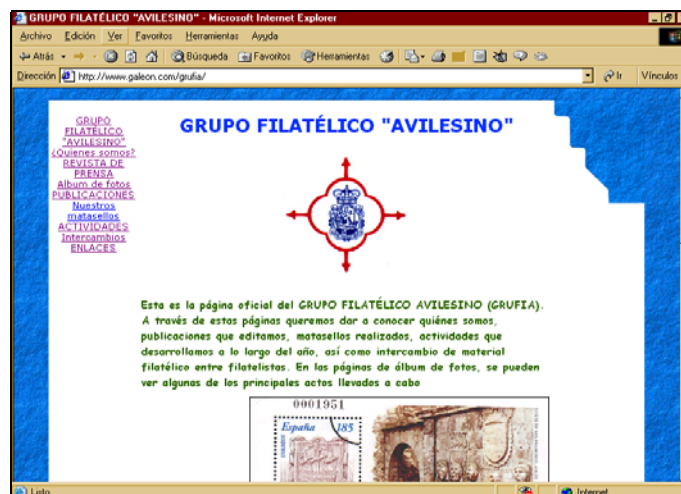 GRUPO FILATÉLICO "AVILESINO" - Microsoft Internet Explorer
Archivo Edición Ver Favoritos Herramientas Ayuda
Atrás Búsqueda Favoritos Herramientas
Dirección http://www.galeon.com/grufia/ Ir Vínculos
GRUPO
FILATÉLICO
"AVILESINO"
¿Quienes somos?
REVISTA DE
PRENSA
Album de fotos
PUBLICACIONES
Nuestros
matasellos
ACTIVIDADES
Intercambios
ENLACES
GRUPO FILATÉLICO "AVILESINO"
Esta es la página oficial del GRUPO FILATÉLICO AVILESINO (GRUFIA).
A través de estas páginas queremos dar a conocer quiénes somos,
publicaciones que editamos, matasellos realizados, actividades que
desarrollamos a lo largo del año, así como intercambio de material
filatélico entre filatelistas. En las páginas de álbum de fotos, se pueden
ver algunas de los principales actos llevados a cabo
0001951
España 185
CORREOS
Listo Internet